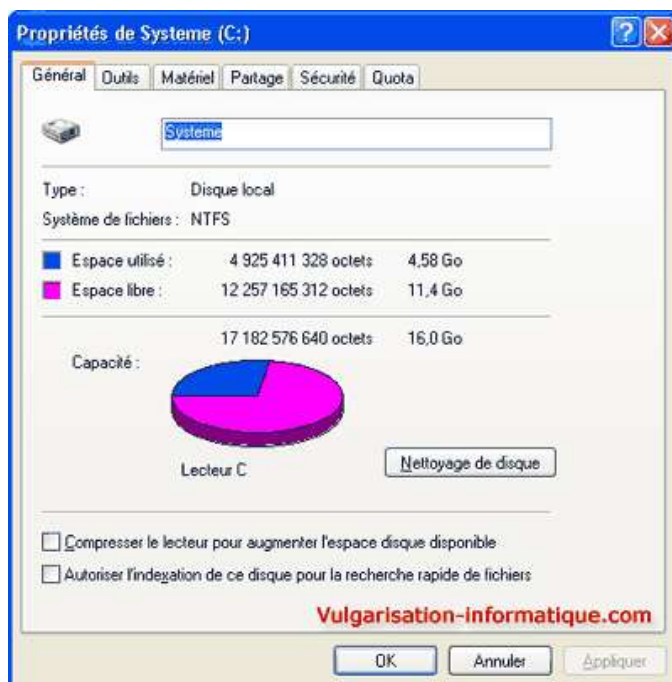 Propriétés de Systeme (C:)
Général Outils Matériel Partage Sécurité Quota
Systeme
Type : Disque local
Système de fichiers : NTFS
Espace utilisé : 4 925 411 328 octets 4,58 Go
Espace libre : 12 257 165 312 octets 11,4 Go
17 182 576 640 octets 16,0 Go
Capacité :
Lecteur C
Nettoyage de disque
Compresser le lecteur pour augmenter l'espace disque disponible
Autoriser l'indexation de ce disque pour la recherche rapide de fichiers
Vulgarisation-informatique.com
OK Annuler Appliquer